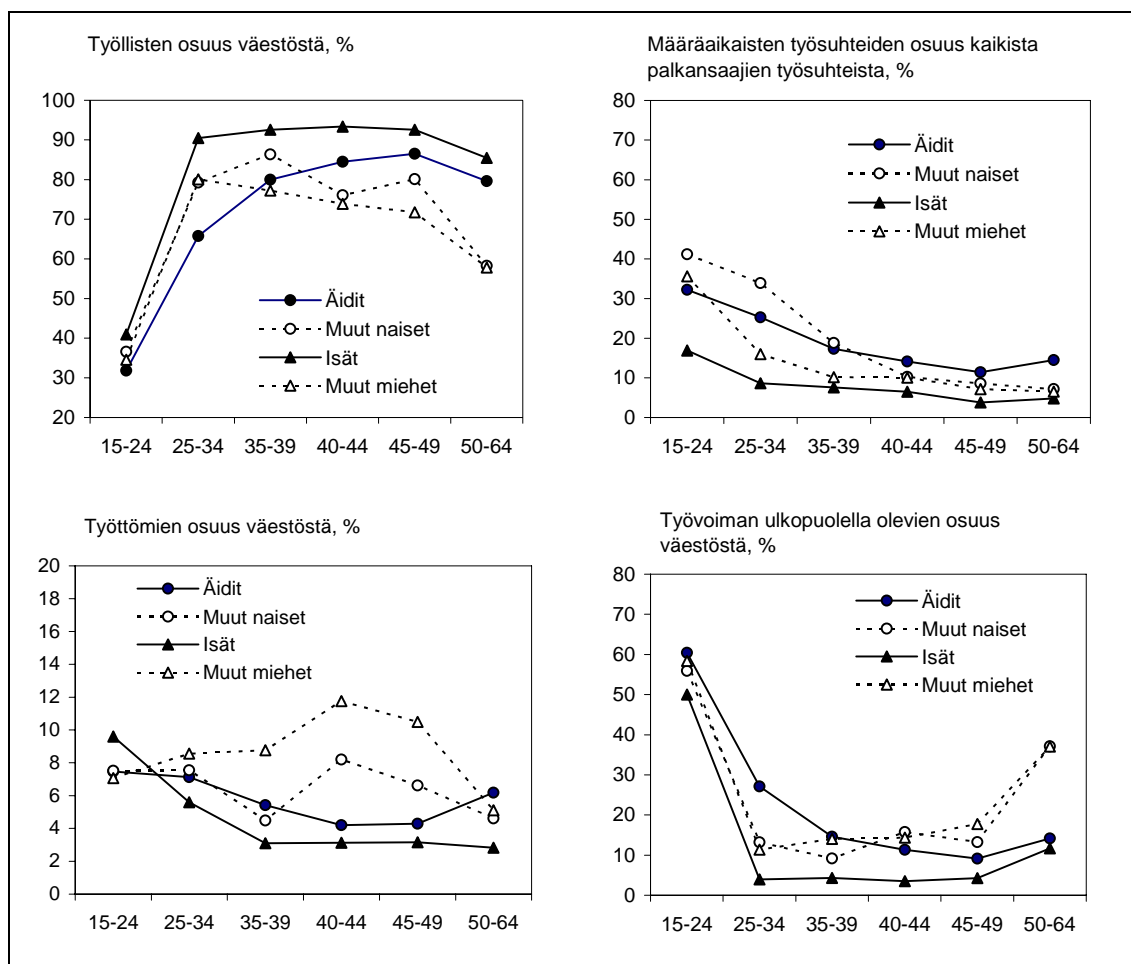 Työllisten osuus väestöstä, %
100
90
80
70
60
50
40
30
20
15-24 25-34 35-39 40-44 45-49 50-64
Äidit
Muut naiset
Isät
Muut miehet
Määräaikaisten työsuhteiden osuus kaikista
palkansaajien työsuhteista, %
80
70
60
50
40
30
20
10
0
15-24 25-34 35-39 40-44 45-49 50-64
Äidit
Muut naiset
Isät
Muut miehet
Työttömien osuus väestöstä, %
20
18
16
14
12
10
8
6
4
2
0
15-24 25-34 35-39 40-44 45-49 50-64
Äidit
Muut naiset
Isät
Muut miehet
Työvoiman ulkopuolella olevien osuus
väestöstä, %
80
70
60
50
40
30
20
10
0
15-24 25-34 35-39 40-44 45-49 50-64
Äidit
Muut naiset
Isät
Muut miehet